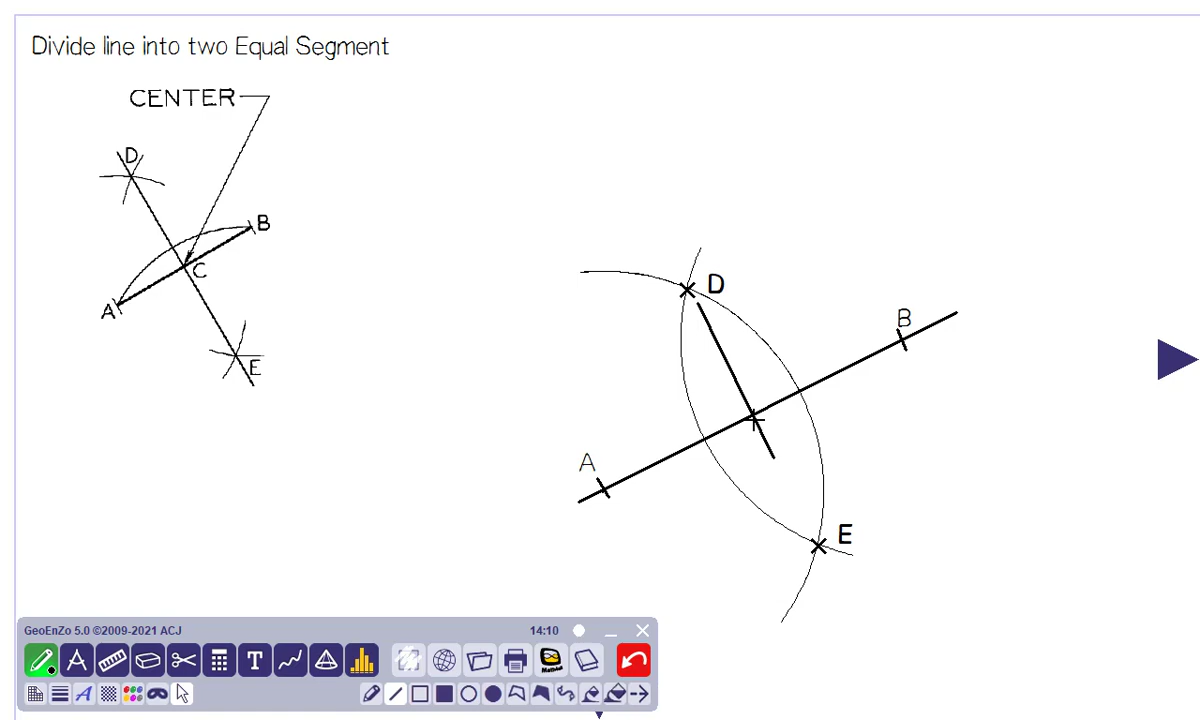 Divide line into two Equal Segment
CENTER
D
B
C
A
E
D
B
A
E
GeoEnZo 5.0 ©2009-2021 ACJ
14:10
T
A